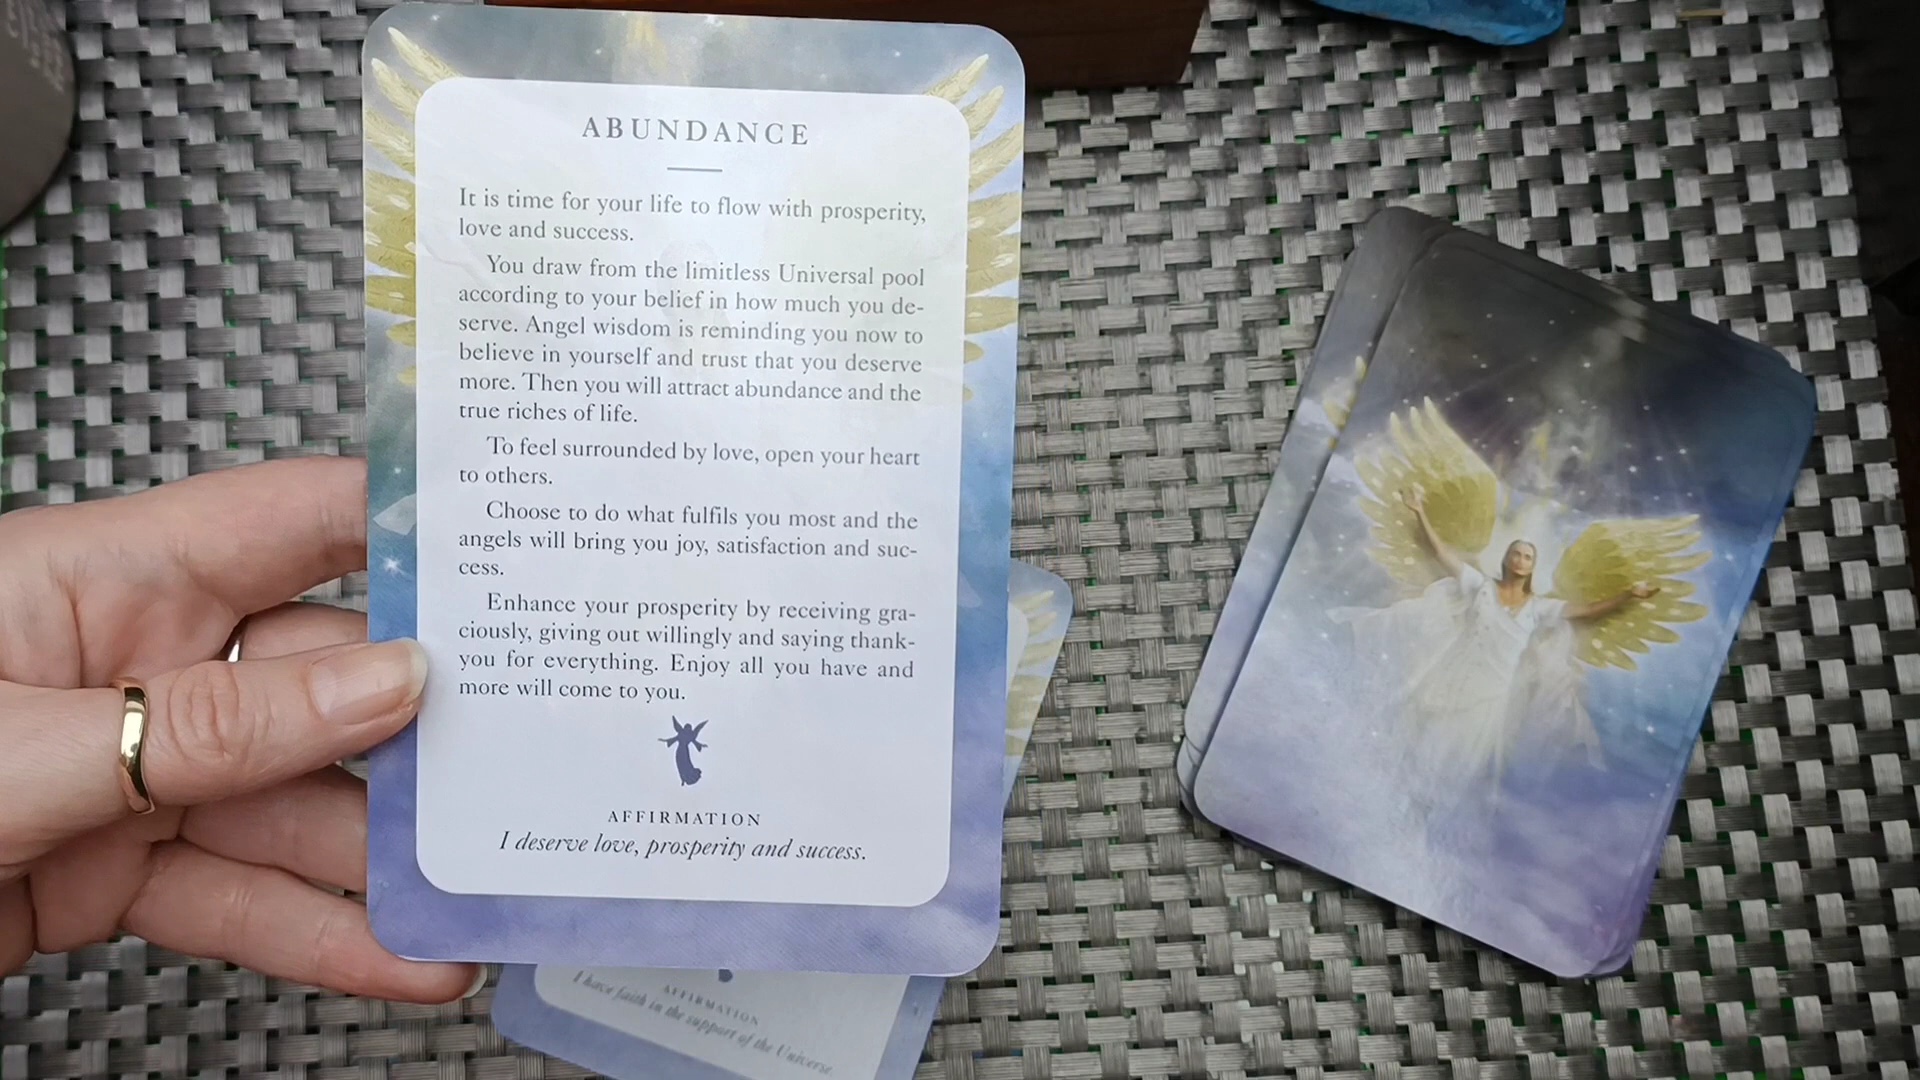 ABUNDANCE
It is time for your life to flow with prosperity,
love and success.
You draw from the limitless Universal pool
according to your belief in how much you de-
serve. Angel wisdom is reminding you now to
believe in yourself and trust that you deserve
more. Then you will attract abundance and the
true riches of life.
To feel surrounded by love, open your heart
to others.
Choose to do what fulfils you most and the
angels will bring you joy, satisfaction and suc-
cess.
Enhance your prosperity by receiving gra-
ciously, giving out willingly and saying thank-
you for everything. Enjoy all you have and
more will come to you.
AFFIRMATION
I deserve love, prosperity and success.
AFFIRMATION
I have faith in the support of the Universe.